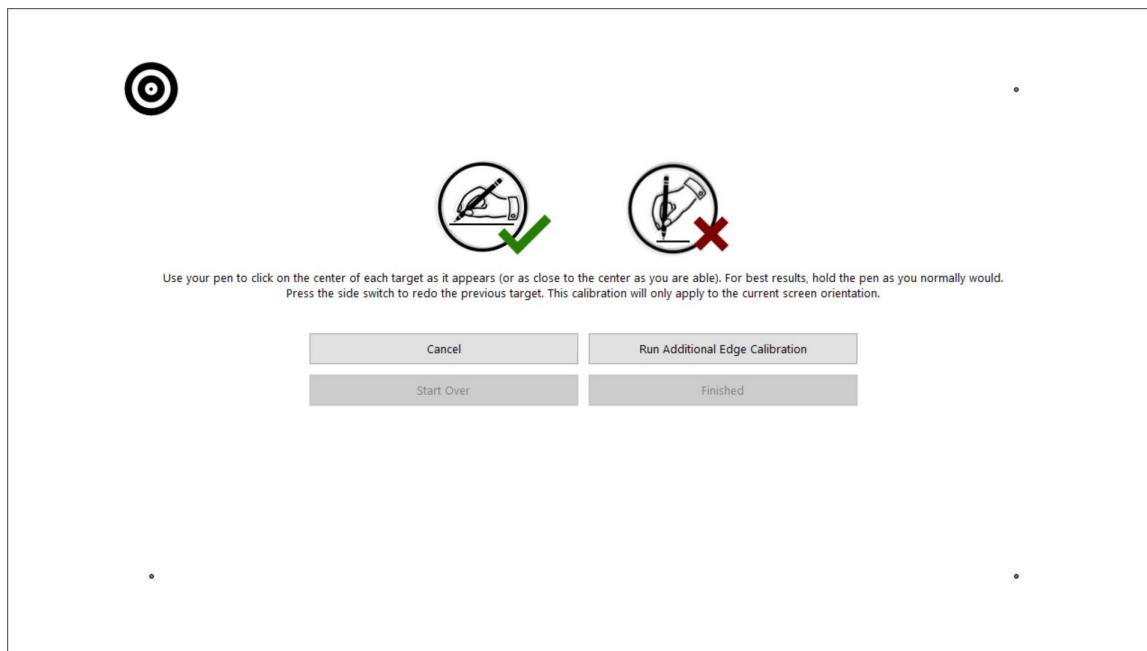 Use your pen to click on the center of each target as it appears (or as close to the center as you are able). For best results, hold the pen as you normally would.
Press the side switch to redo the previous target. This calibration will only apply to the current screen orientation.
Cancel
Run Additional Edge Calibration
Start Over
Finished